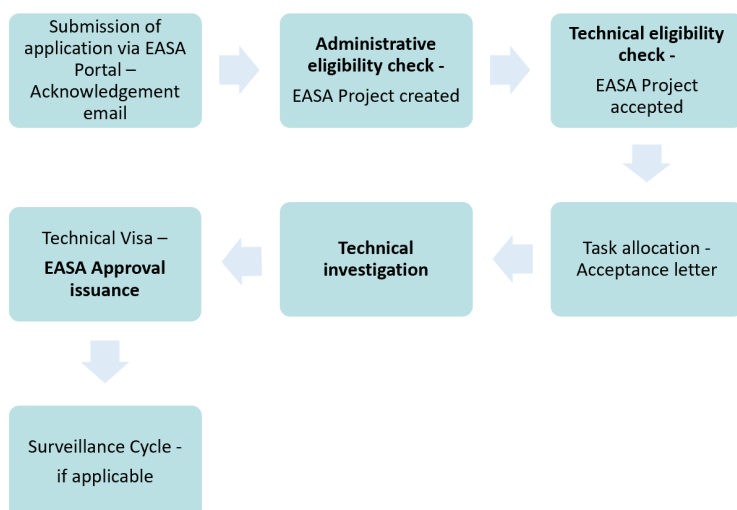 Submission of
application via EASA
Portal –
Acknowledgement
email
Administrative
eligibility check -
EASA Project created
Technical eligibility
check -
EASA Project
accepted
Task allocation -
Acceptance letter
Technical
investigation
Technical Visa –
EASA Approval
issuance
Surveillance Cycle -
if applicable